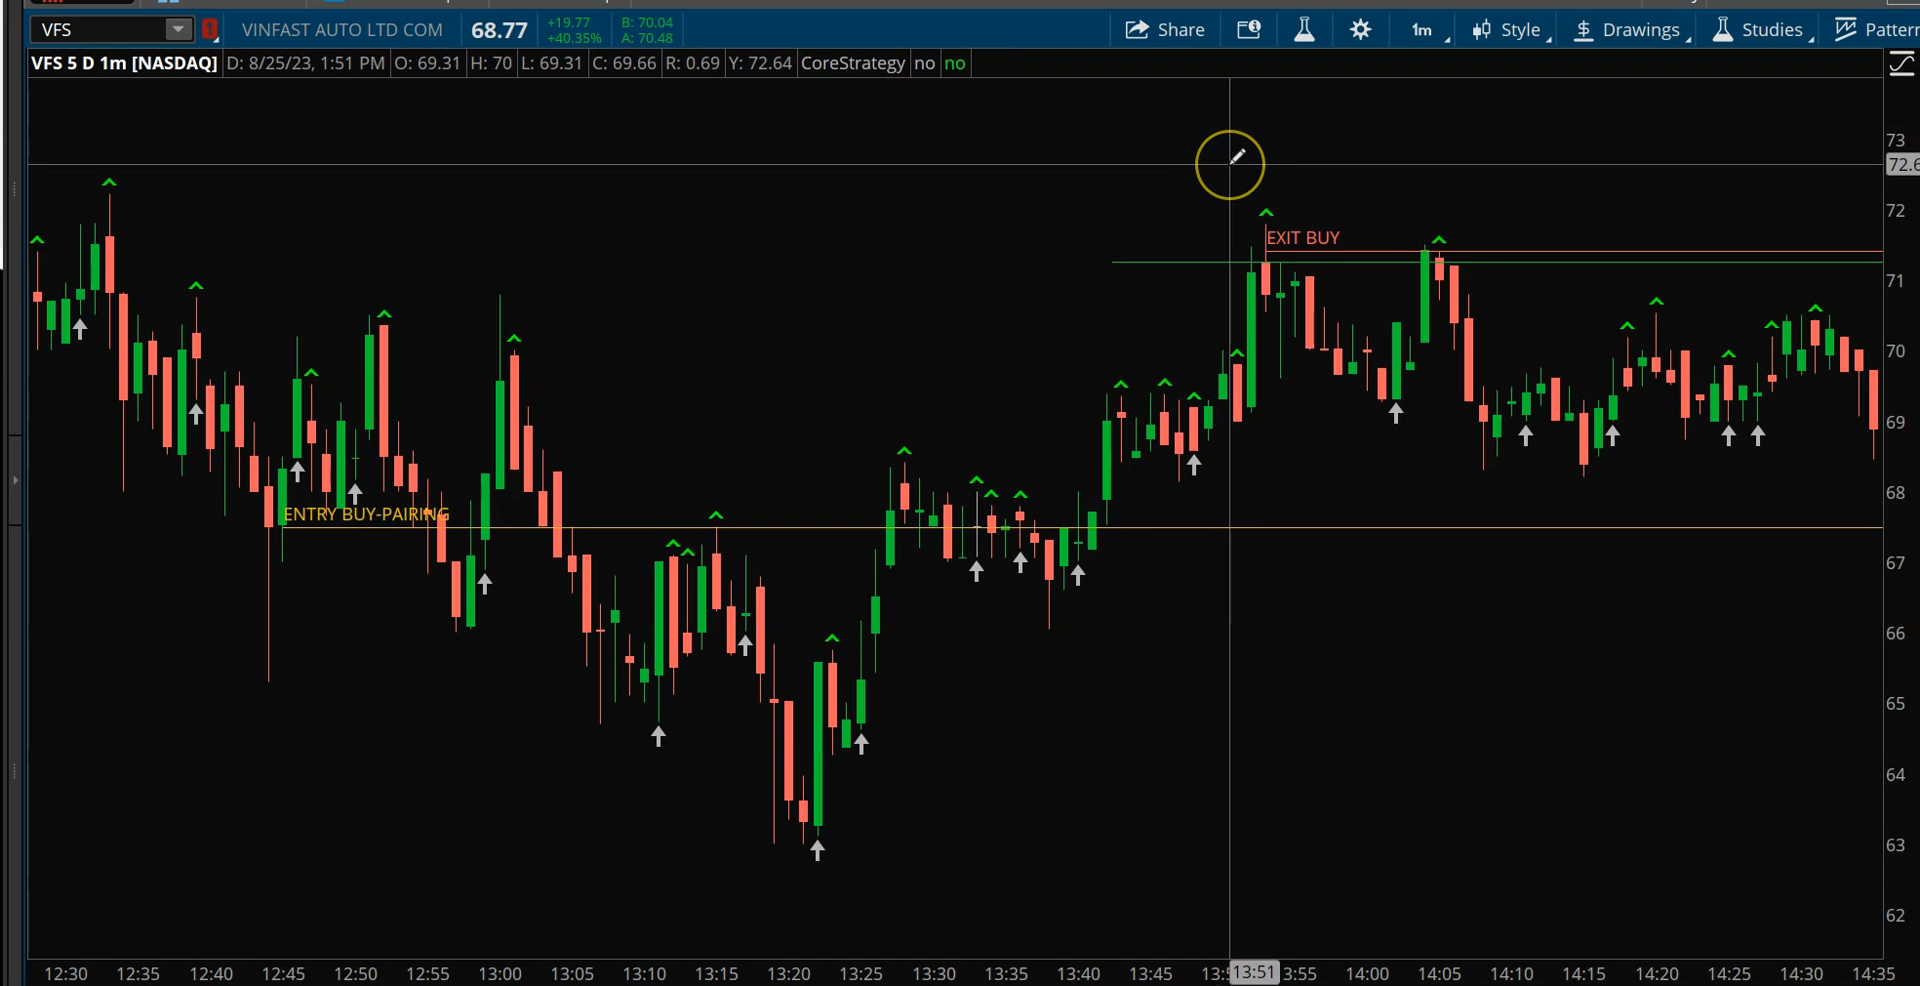 VFS
1
VINFAST AUTO LTD COM
68.77
+19.77
+40.35%
B: 70.04
A: 70.48
Share
1m
Style
$ Drawings
Studies
Pattern
VFS 5 D 1m [NASDAQ]
D: 8/25/23, 1:51 PM
O: 69.31
H: 70
L: 69.31
C: 69.66
R: 0.69
Y: 72.64
CoreStrategy
no
no
73
72.6
72
EXIT BUY
71
70
69
68
ENTRY BUY-PAIRING
67
66
65
64
63
62
12:30 12:35 12:40 12:45 12:50 12:55 13:00 13:05 13:10 13:15 13:20 13:25 13:30 13:35 13:40 13:45 13:51 3:55 14:00 14:05 14:10 14:15 14:20 14:25 14:30 14:35